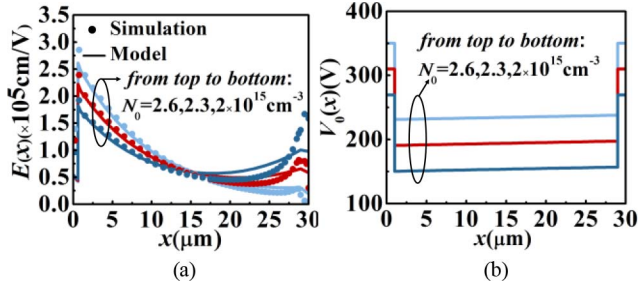 Simulation
Model
from top to bottom:
N₀=2.6,2.3,2×10¹⁵cm⁻³
E(x)(×10⁵cm/V)
3.0
2.5
2.0
1.5
1.0
0.5
0.0
0 5 10 15 20 25 30
x(μm)
(a)
from top to bottom:
N₀=2.6,2.3,2×10¹⁵cm⁻³
V₀(x)(V)
400
300
200
100
0 5 10 15 20 25 30
x(μm)
(b)